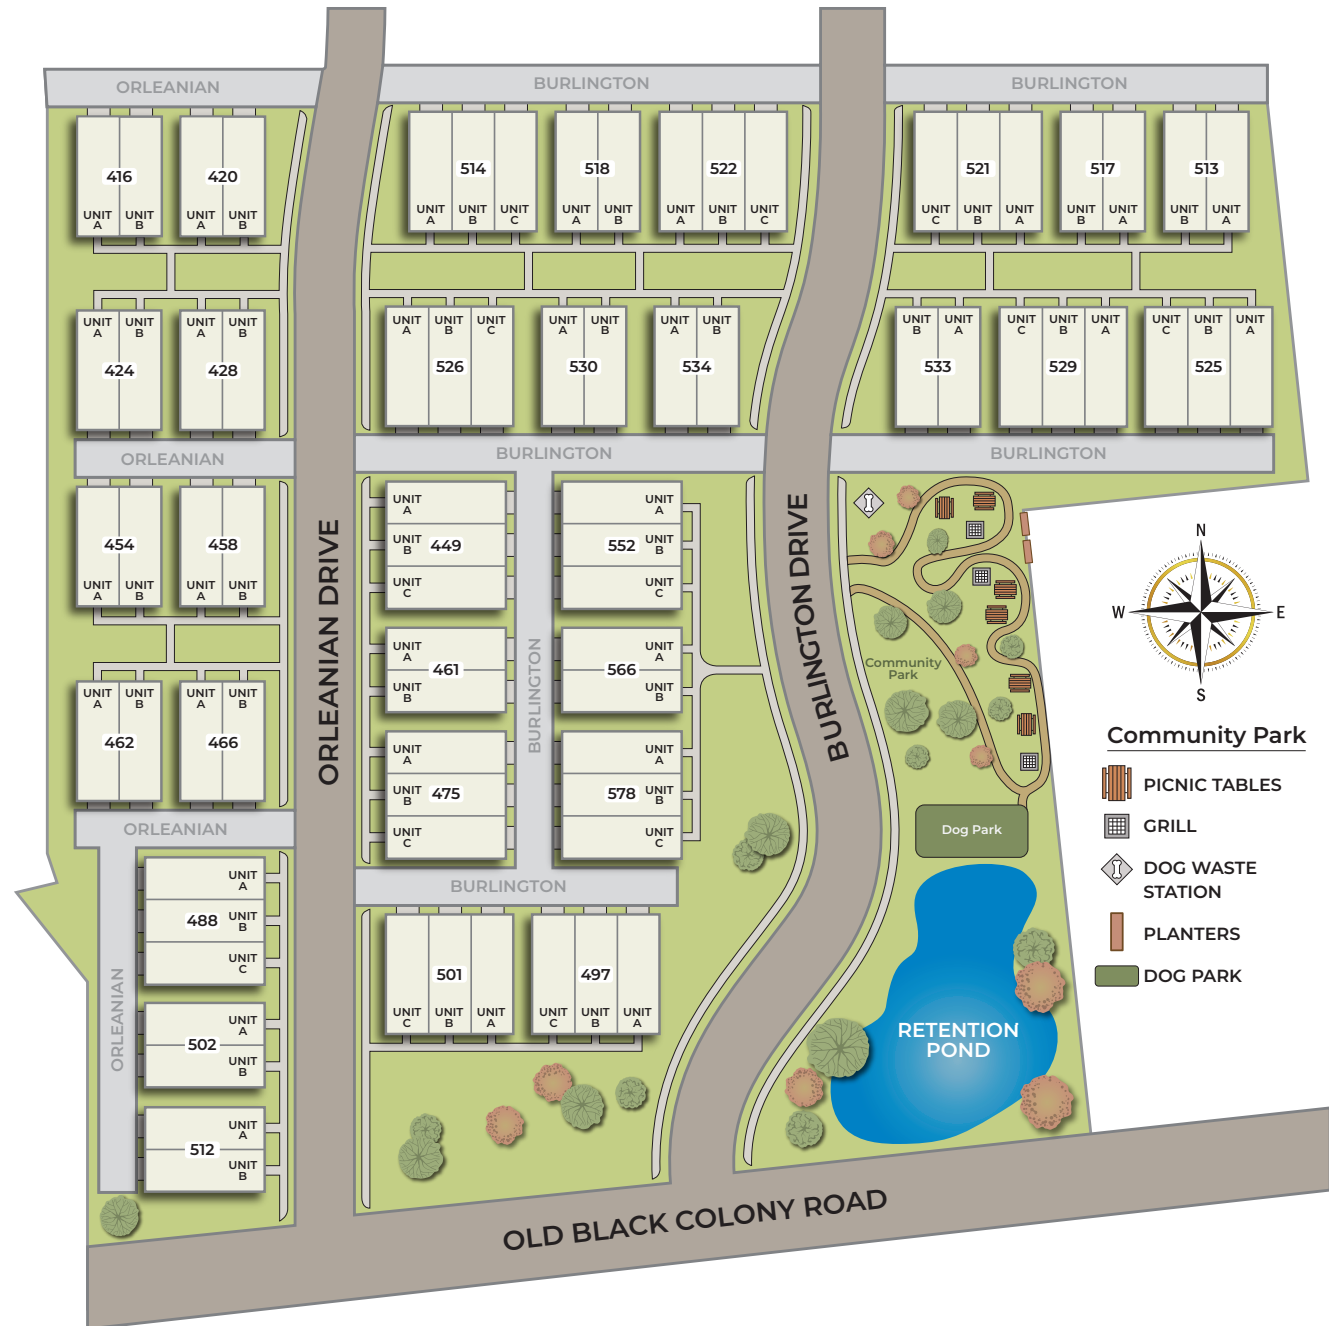 ORLEANIAN
BURLINGTON
BURLINGTON
416
UNIT
A
UNIT
B
420
UNIT
A
UNIT
B
514
UNIT
A
UNIT
B
UNIT
C
518
UNIT
A
UNIT
B
522
UNIT
A
UNIT
B
UNIT
C
521
UNIT
C
UNIT
B
UNIT
A
517
UNIT
B
UNIT
A
513
UNIT
B
UNIT
A
UNIT
A
UNIT
B
424
UNIT
A
UNIT
B
428
UNIT
A
UNIT
B
UNIT
C
526
UNIT
A
UNIT
B
530
UNIT
A
UNIT
B
534
UNIT
B
UNIT
A
533
UNIT
C
UNIT
B
UNIT
A
529
UNIT
C
UNIT
B
UNIT
A
525
ORLEANIAN
BURLINGTON
BURLINGTON
454
UNIT
A
UNIT
B
458
UNIT
A
UNIT
B
UNIT
A
UNIT
B
449
UNIT
C
UNIT
A
552
UNIT
B
UNIT
C
UNIT
A
461
UNIT
B
UNIT
A
566
UNIT
B
UNIT
A
UNIT
B
475
UNIT
C
UNIT
A
578
UNIT
B
UNIT
C
BURLINGTON
ORLEANIAN DRIVE
BURLINGTON DRIVE
UNIT
A
UNIT
B
462
UNIT
A
UNIT
B
466
ORLEANIAN
BURLINGTON
UNIT
A
488
UNIT
B
UNIT
C
UNIT
A
502
UNIT
B
UNIT
A
512
UNIT
B
ORLEANIAN
501
UNIT
C
UNIT
B
UNIT
A
497
UNIT
C
UNIT
B
UNIT
A
Community
Park
Dog Park
RETENTION
POND
OLD BLACK COLONY ROAD
N
W
E
S
Community Park
PICNIC TABLES
GRILL
DOG WASTE
STATION
PLANTERS
DOG PARK